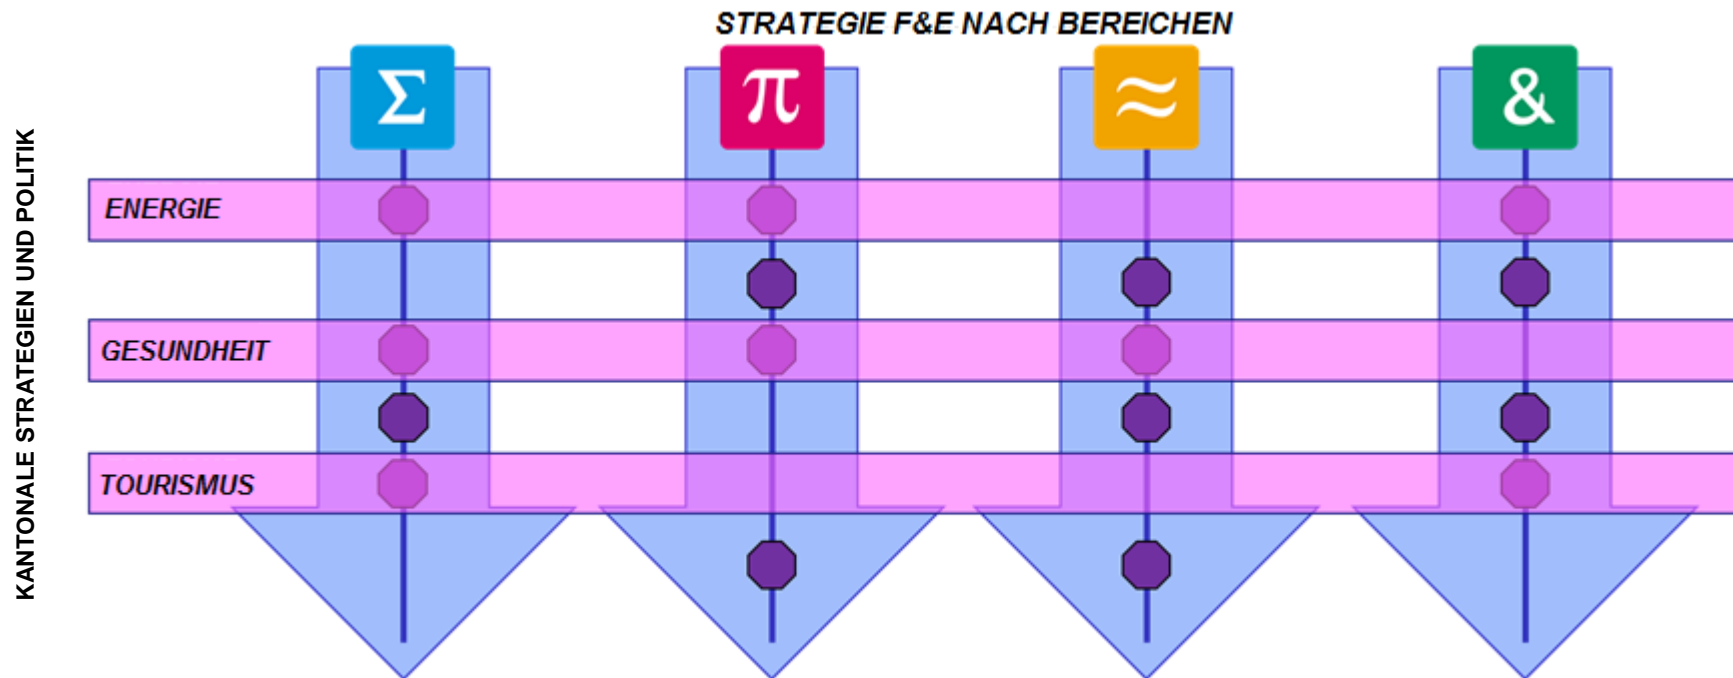 STRATEGIE F&E NACH BEREICHEN
Σ
π
≈
&
KANTONALE STRATEGIEN UND POLITIK
ENERGIE
GESUNDHEIT
TOURISMUS